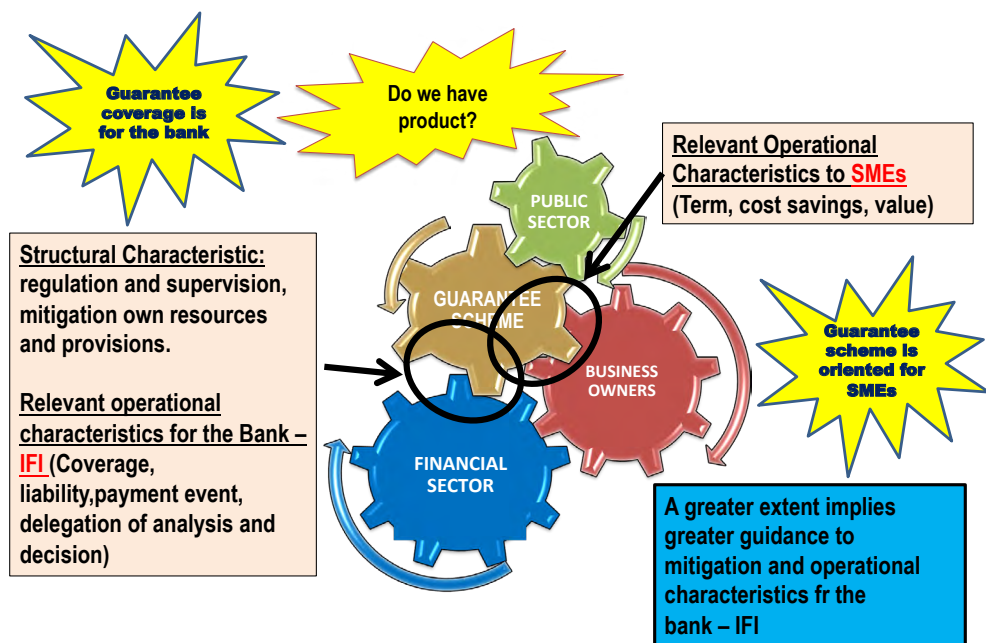 Guarantee
coverage is
for the bank
Do we have
product?
Relevant Operational
Characteristics to SMEs
(Term, cost savings, value)
PUBLIC
SECTOR
Structural Characteristic:
regulation and supervision,
mitigation own resources
and provisions.
Relevant operational
characteristics for the Bank –
IFI (Coverage,
liability,payment event,
delegation of analysis and
decision)
GUARANTEE
SCHEME
BUSINESS
OWNERS
FINANCIAL
SECTOR
Guarantee
scheme is
oriented for
SMEs
A greater extent implies
greater guidance to
mitigation and operational
characteristics fr the
bank – IFI